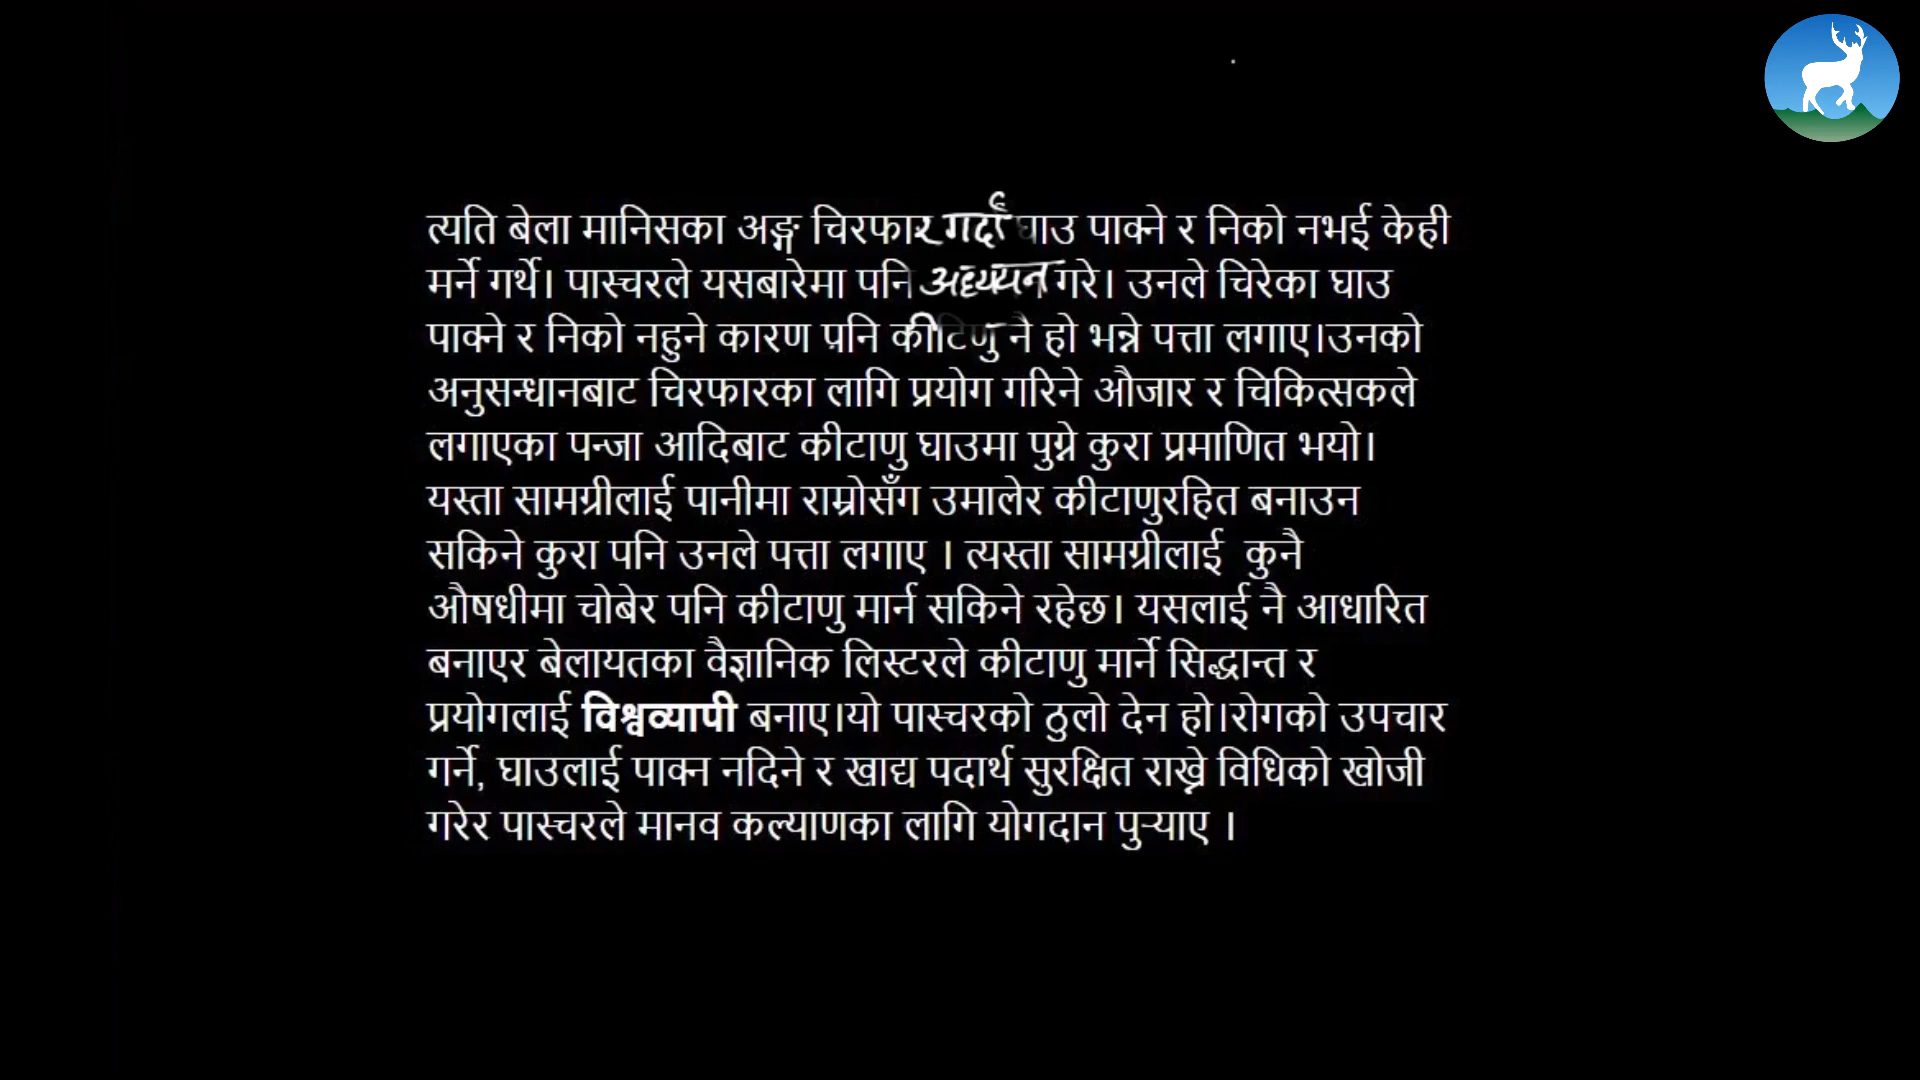 त्यति बेला मानिसका अङ्ग चिरफार गर्दा घाउ पाक्ने र निको नभई केही
मर्ने गर्थे। पास्चरले यसबारेमा पनि अध्ययन गरे। उनले चिरेका घाउ
पाक्ने र निको नहुने कारण पनि नै हो भन्ने पत्ता लगाए।उनको
अनुसन्धानबाट चिरफारका लागि प्रयोग गरिने औजार र चिकित्सकले
लगाएका पन्जा आदिबाट कीटाणु घाउमा पुग्ने कुरा प्रमाणित भयो।
यस्ता सामग्रीलाई पानीमा राम्रोसँग उमालेर कीटाणुरहित बनाउन
सकिने कुरा पनि उनले पत्ता लगाए । त्यस्ता सामग्रीलाई कुनै
औषधीमा चोबेर पनि कीटाणु मार्न सकिने रहेछ। यसलाई नै आधारित
बनाएर बेलायतका वैज्ञानिक लिस्टरले कीटाणु मार्ने सिद्धान्त र
प्रयोगलाई विश्वव्यापी बनाए।यो पास्चरको ठुलो देन हो।रोगको उपचार
गर्ने, घाउलाई पाक्न नदिने र खाद्य पदार्थ सुरक्षित राख्ने विधिको खोजी
गरेर पास्चरले मानव कल्याणका लागि योगदान पुऱ्याए ।